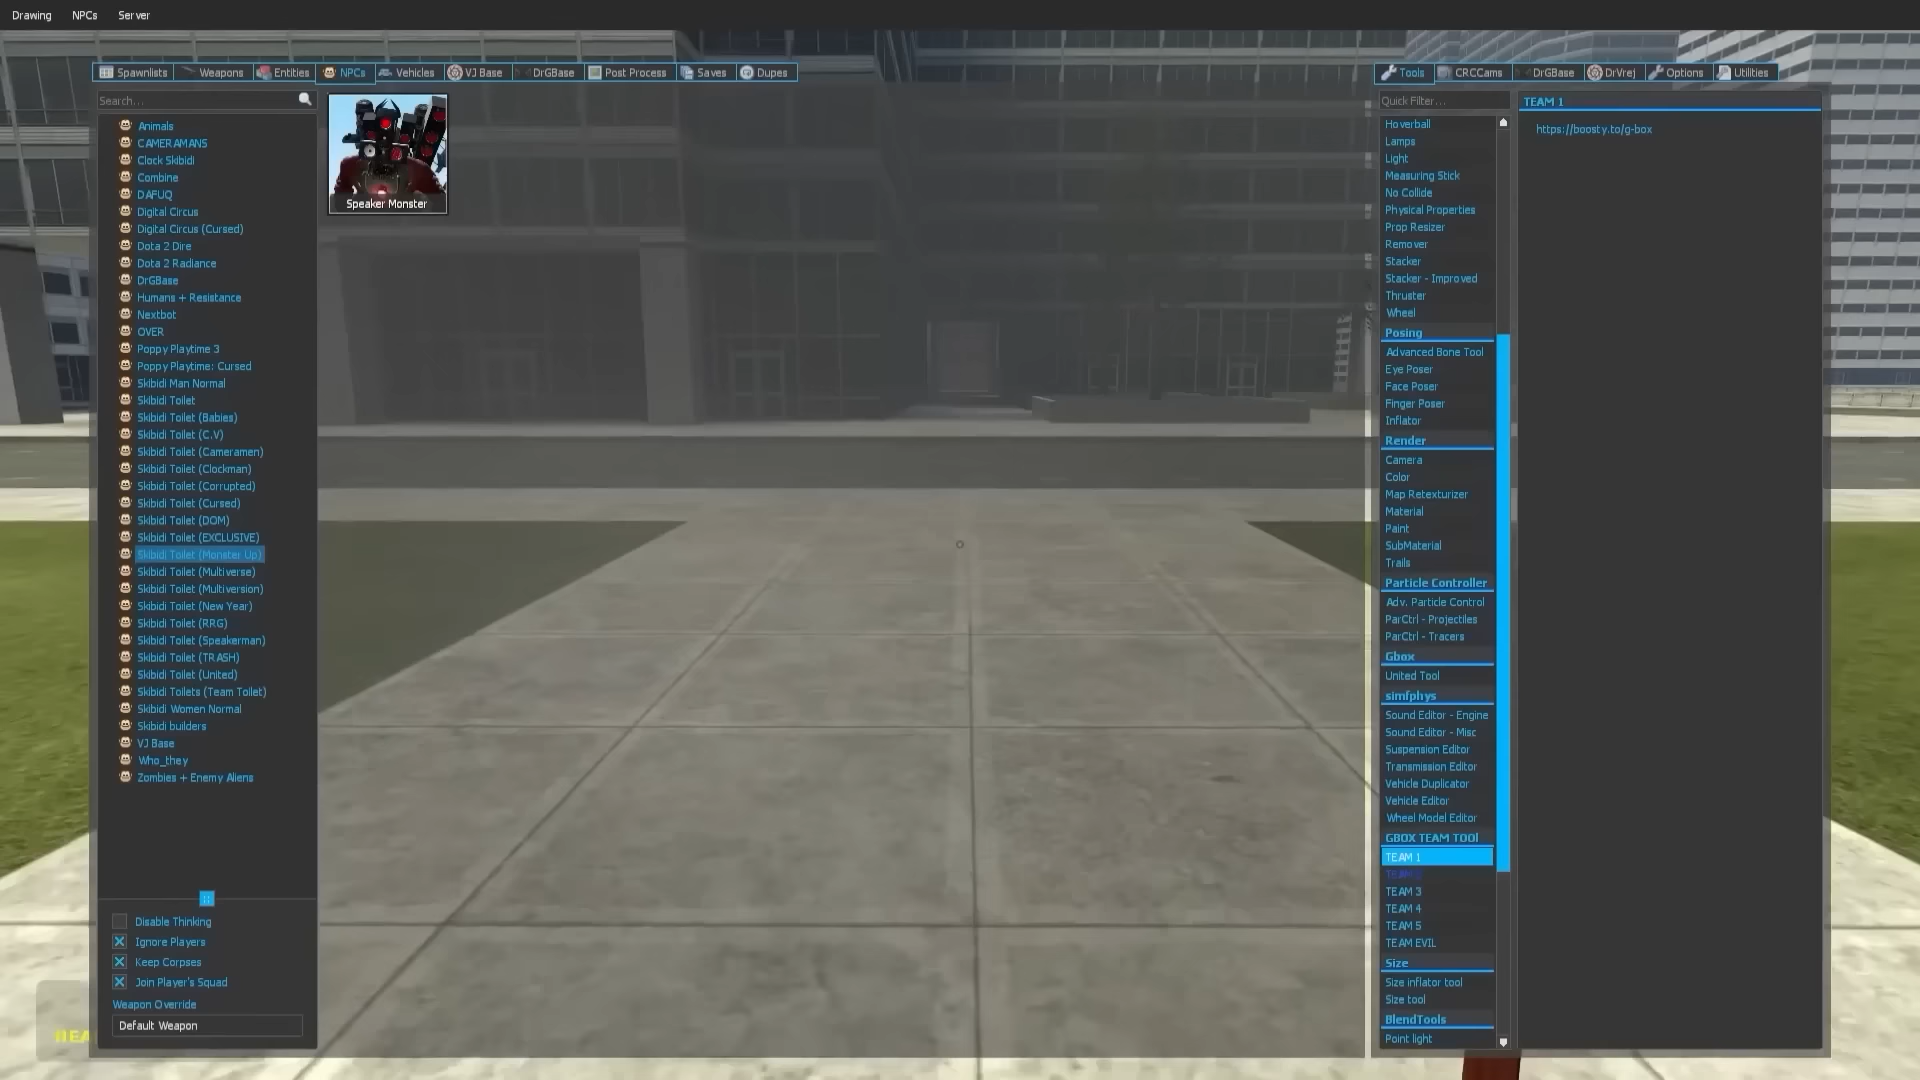 Drawing
NPCs
Server
Spawnlists
Weapons
Entities
NPCs
Vehicles
VJ Base
DrGBase
Post Process
Saves
Dupes
Search...
Animals
CAMERAMANS
Clock Skibidi
Combine
DAFUQ
Digital Circus
Digital Circus (Cursed)
Dota 2 Dire
Dota 2 Radiance
DrGBase
Humans + Resistance
Nextbot
OVER
Poppy Playtime 3
Poppy Playtime: Cursed
Skibidi Man Normal
Skibidi Toilet
Skibidi Toilet (Babies)
Skibidi Toilet (C.V)
Skibidi Toilet (Cameramen)
Skibidi Toilet (Clockman)
Skibidi Toilet (Corrupted)
Skibidi Toilet (Cursed)
Skibidi Toilet (DOM)
Skibidi Toilet (EXCLUSIVE)
Skibidi Toilet (Monster Up)
Skibidi Toilet (Multiverse)
Skibidi Toilet (Multiversion)
Skibidi Toilet (New Year)
Skibidi Toilet (RRG)
Skibidi Toilet (Speakerman)
Skibidi Toilet (TRASH)
Skibidi Toilet (United)
Skibidi Toilets (Team Toilet)
Skibidi Women Normal
Skibidi builders
VJ Base
Who_they
Zombies + Enemy Aliens
Disable Thinking
Ignore Players
Keep Corpses
Join Player's Squad
Weapon Override
Default Weapon
Speaker Monster
Tools
CRCCams
DrGBase
DrVrej
Options
Utilities
Quick Filter...
Hoverball
Lamps
Light
Measuring Stick
No Collide
Physical Properties
Prop Resizer
Remover
Stacker
Stacker - Improved
Thruster
Wheel
Posing
Advanced Bone Tool
Eye Poser
Face Poser
Finger Poser
Inflator
Render
Camera
Color
Map Retexturizer
Material
Paint
SubMaterial
Trails
Particle Controller
Adv. Particle Control
ParCtrl - Projectiles
ParCtrl - Tracers
Gbox
United Tool
simfphys
Sound Editor - Engine
Sound Editor - Misc
Suspension Editor
Transmission Editor
Vehicle Duplicator
Vehicle Editor
Wheel Model Editor
GBOX TEAM TOOl
TEAM 1
TEAM 3
TEAM 4
TEAM 5
TEAM EVIL
Size
Size inflator tool
Size tool
BlendTools
Point light
TEAM 1
https://boosty.to/g-box